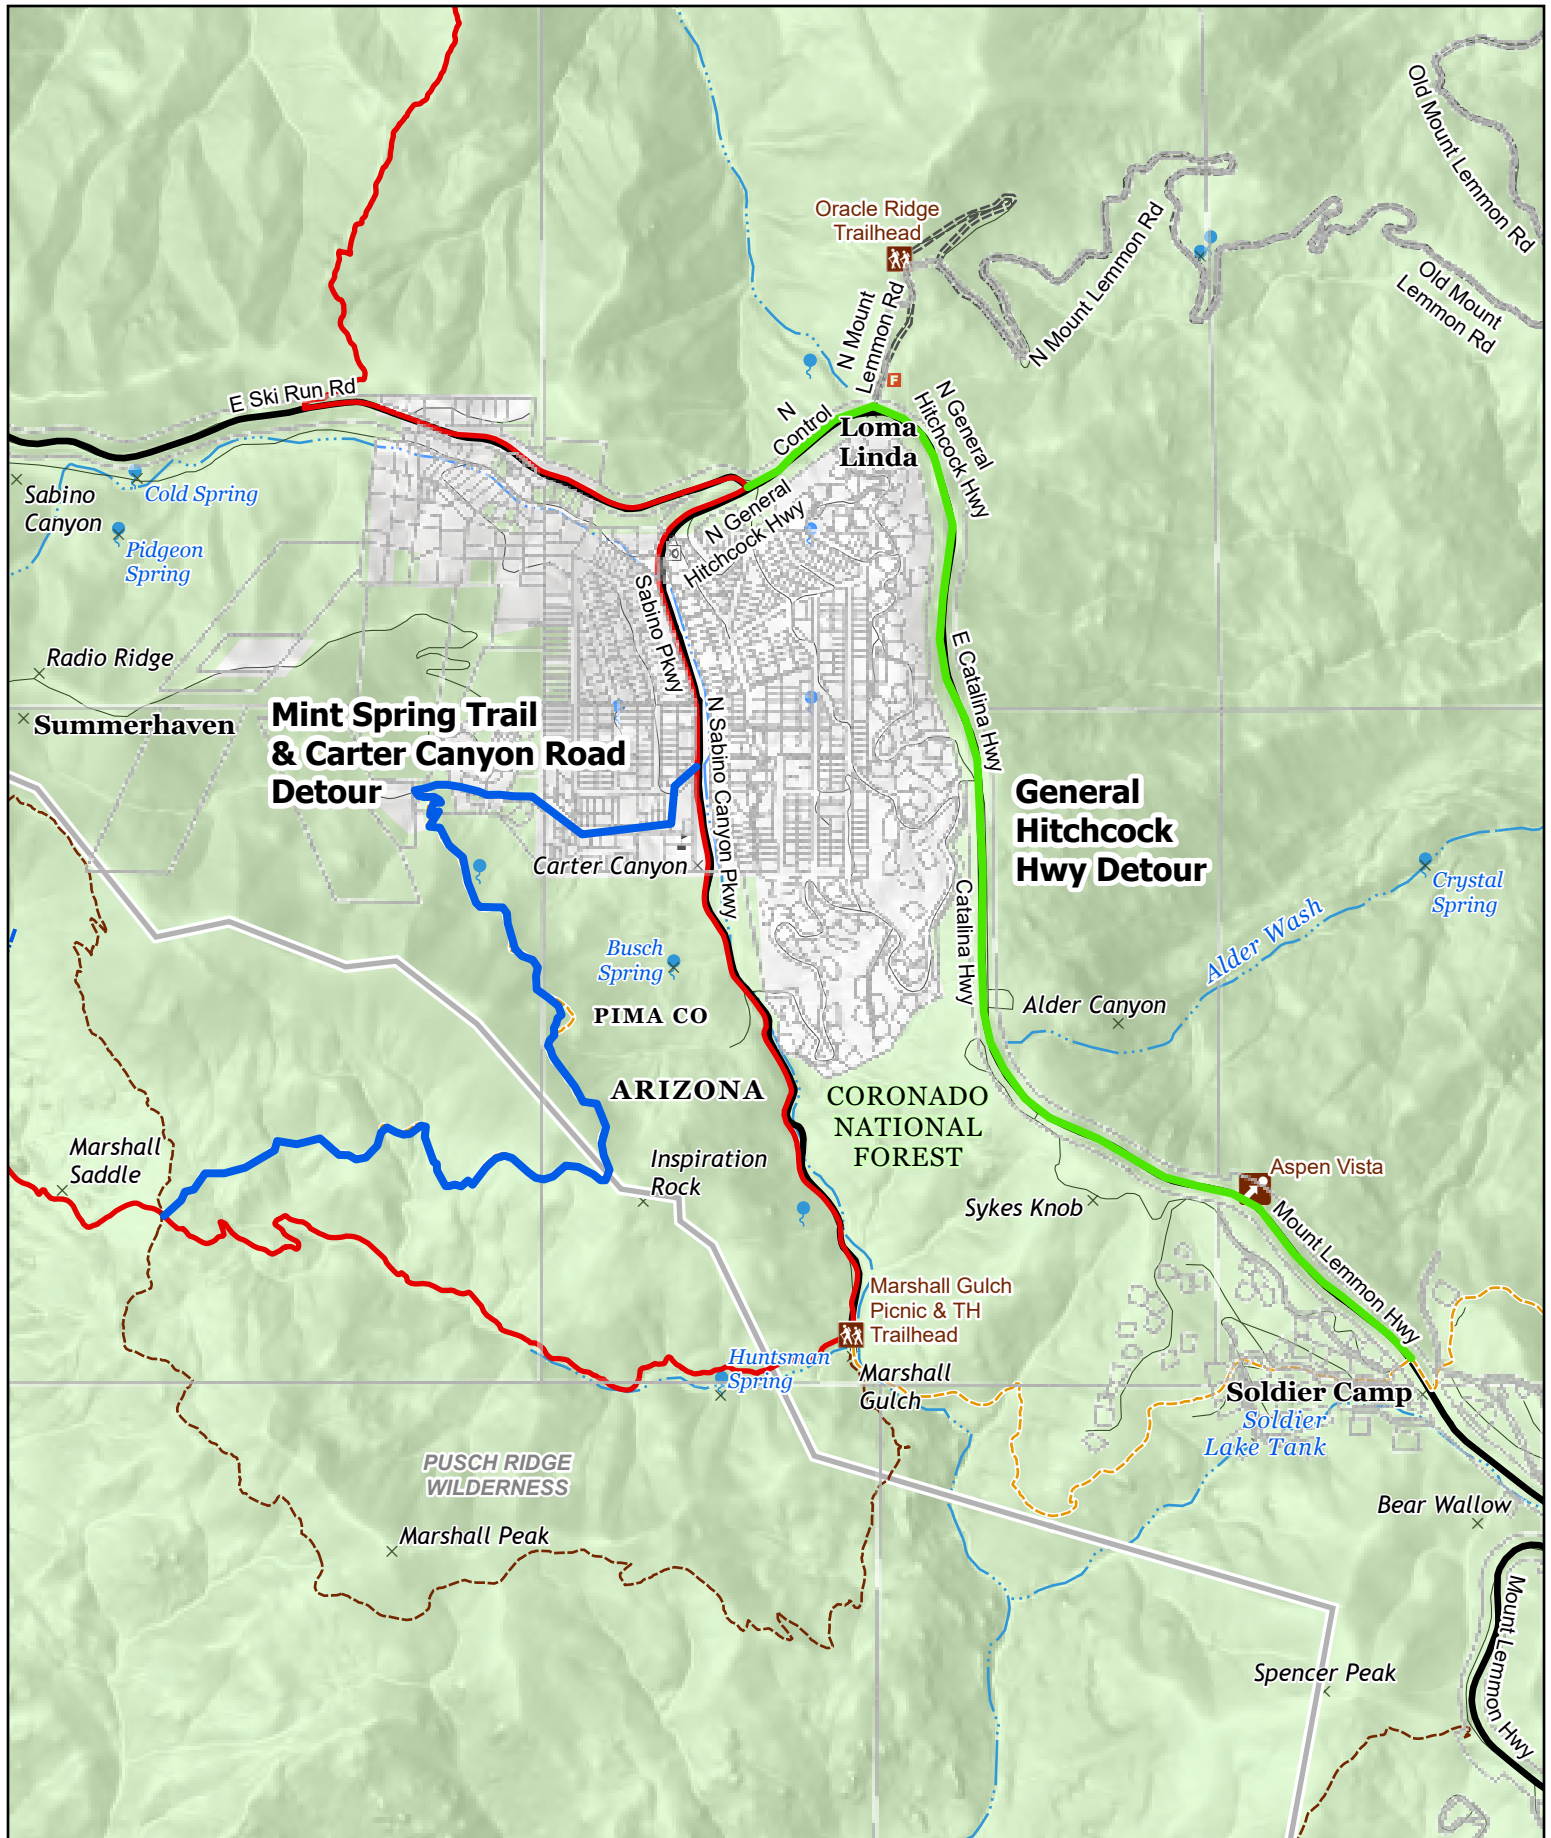 Old Mount Lemmon Rd
Oracle Ridge
Trailhead
N Mount Lemmon Rd
Old Mount
Lemmon Rd
N Mount
Lemmon Rd
F
E Ski Run Rd
N
Control
N General
Hitchcock Hwy
Loma
Linda
Sabino
Canyon
Cold Spring
Pidgeon
Spring
N General
Hitchcock Hwy
Sabino Pkwy
E Catalina Hwy
Radio Ridge
Summerhaven
Mint Spring Trail
& Carter Canyon Road
Detour
N Sabino Canyon Pkwy
General
Hitchcock
Hwy Detour
Carter Canyon
Catalina Hwy
Crystal
Spring
Alder Wash
Busch
Spring
PIMA CO
Alder Canyon
ARIZONA
CORONADO
NATIONAL
FOREST
Marshall
Saddle
Inspiration
Rock
Aspen Vista
Sykes Knob
Mount Lemmon Hwy
Marshall Gulch
Picnic & TH
Trailhead
Huntsman
Spring
Marshall
Gulch
Soldier Camp
Soldier
Lake Tank
PUSCH RIDGE
WILDERNESS
Bear Wallow
Marshall Peak
Mount Lemmon Hwy
Spencer Peak